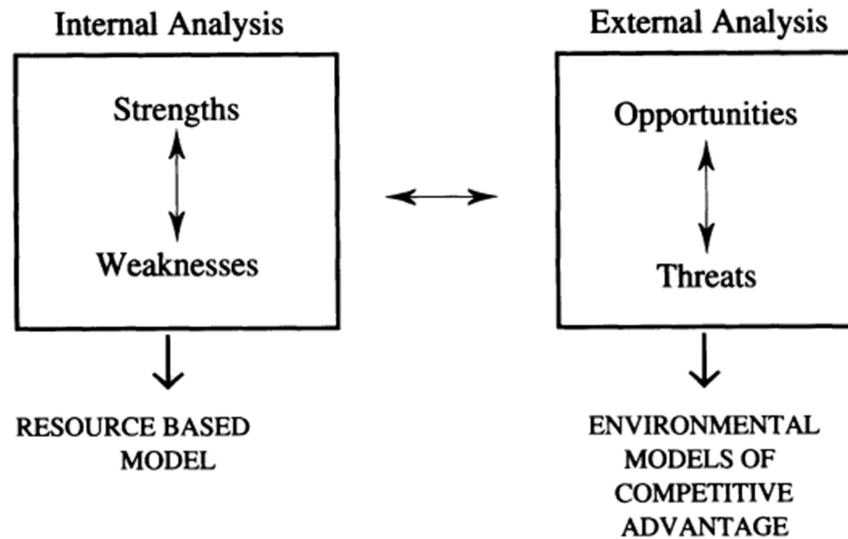 Internal Analysis
Strengths
Weaknesses
RESOURCE BASED
MODEL
External Analysis
Opportunities
Threats
ENVIRONMENTAL
MODELS OF
COMPETITIVE
ADVANTAGE